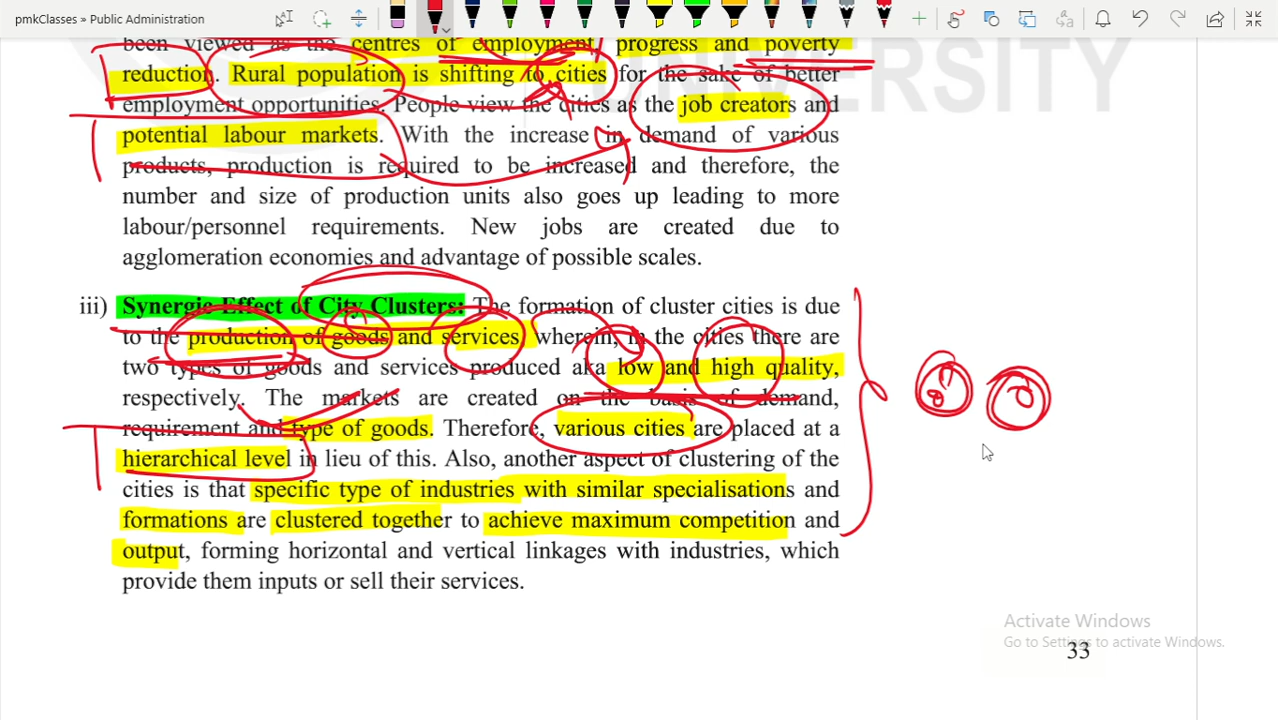 pmkClasses » Public Administration
been viewed as the centres of employment, progress and poverty
reduction. Rural population is shifting to cities for the sake of better
employment opportunities. People view the cities as the job creators and
potential labour markets. With the increase in demand of various
products, production is required to be increased and therefore, the
number and size of production units also goes up leading to more
labour/personnel requirements. New jobs are created due to
agglomeration economies and advantage of possible scales.
iii) Synergic Effect of City Clusters: The formation of cluster cities is due
to the production of goods and services wherein, in the cities there are
two types of goods and services produced aka low and high quality,
respectively. The markets are created on the basis of demand,
requirement and type of goods. Therefore, various cities are placed at a
hierarchical level in lieu of this. Also, another aspect of clustering of the
cities is that specific type of industries with similar specialisations and
formations are clustered together to achieve maximum competition and
output, forming horizontal and vertical linkages with industries, which
provide them inputs or sell their services.
UNIVERSITY
Activate Windows
Go to Settings to activate Windows.
33